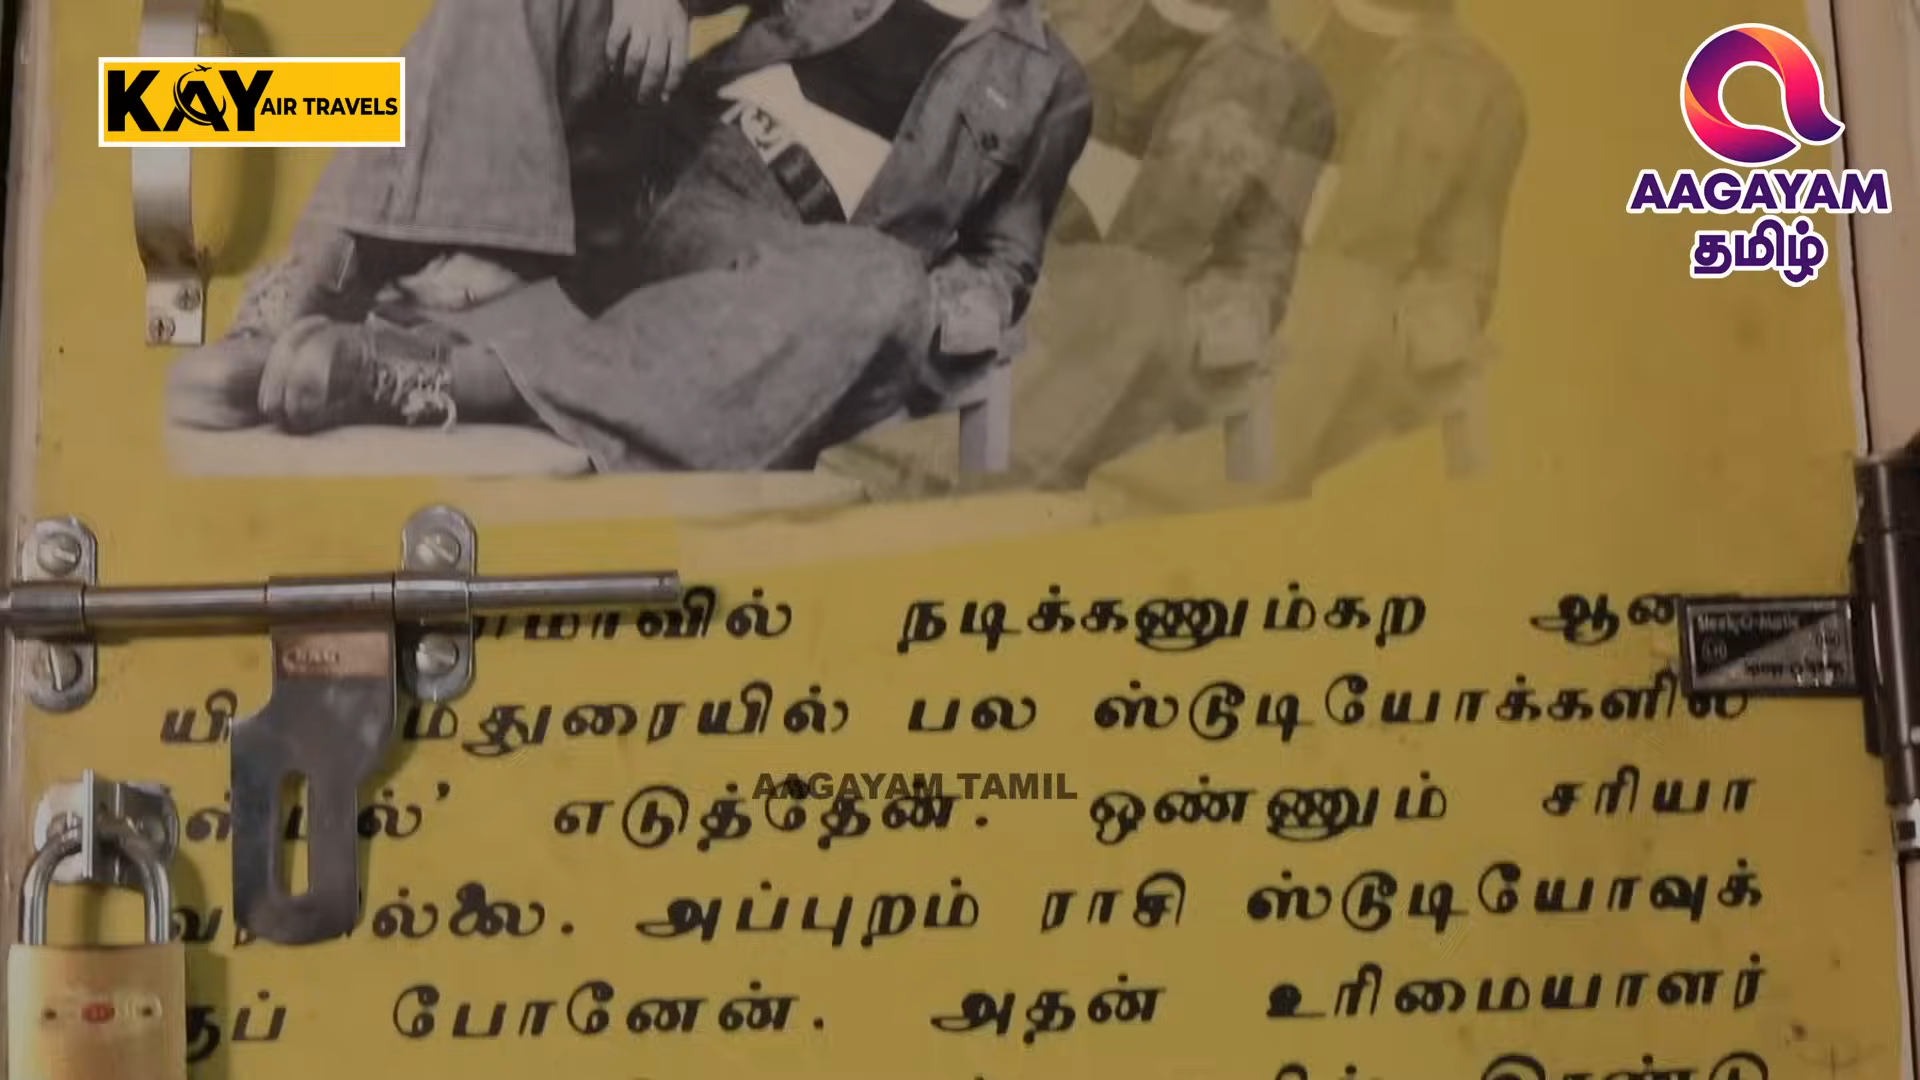 KAY AIR TRAVELS
AAGAYAM
தமிழ்
நடிக்கணும்கற
மதுரையில் பல ஸ்டூடியோக்களில்
எடுத்தேன். ஒண்ணும் சரியா
AAGAYAM TAMIL
அப்புறம் ராசி ஸ்டூடியோவுக்
குப் போனேன். அதன் உரிமையாளர்